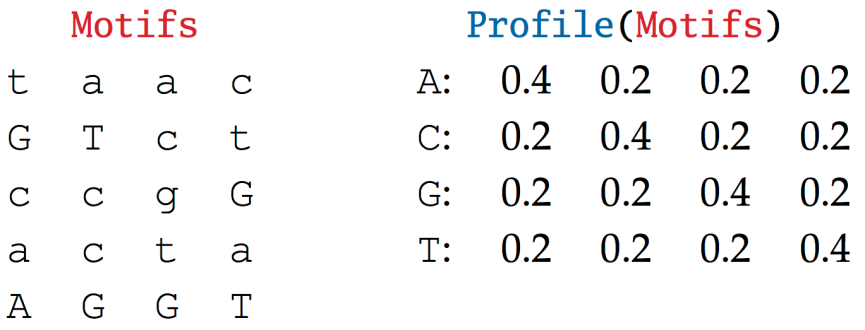 Motifs Profile(Motifs)
t a a c A: 0.4 0.2 0.2 0.2
G T c t C: 0.2 0.4 0.2 0.2
c c g G G: 0.2 0.2 0.4 0.2
a c t a T: 0.2 0.2 0.2 0.4
A G G T